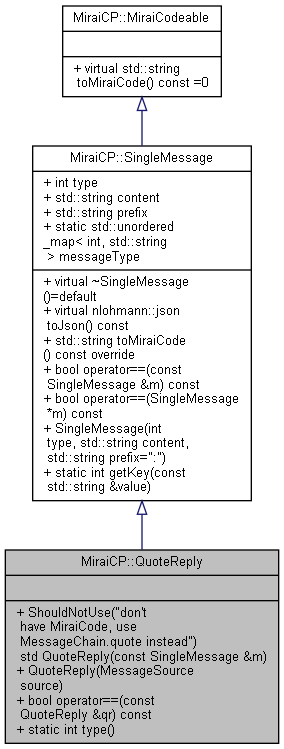 MiraiCP::MiraiCodeable
+ virtual std::string
toMiraiCode() const =0
MiraiCP::SingleMessage
+ int type
+ std::string content
+ std::string prefix
+ static std::unordered
_map< int, std::string
> messageType
+ virtual ~SingleMessage
()=default
+ virtual nlohmann::json
toJson() const
+ std::string toMiraiCode
() const override
+ bool operator==(const
SingleMessage &m) const
+ bool operator==(SingleMessage
*m) const
+ SingleMessage(int
type, std::string content,
std::string prefix=":")
+ static int getKey(const
std::string &value)
MiraiCP::QuoteReply
+ ShouldNotUse("don't
have MiraiCode, use
MessageChain.quote instead")
std QuoteReply(const SingleMessage &m)
+ QuoteReply(MessageSource
source)
+ bool operator==(const
QuoteReply &qr) const
+ static int type()